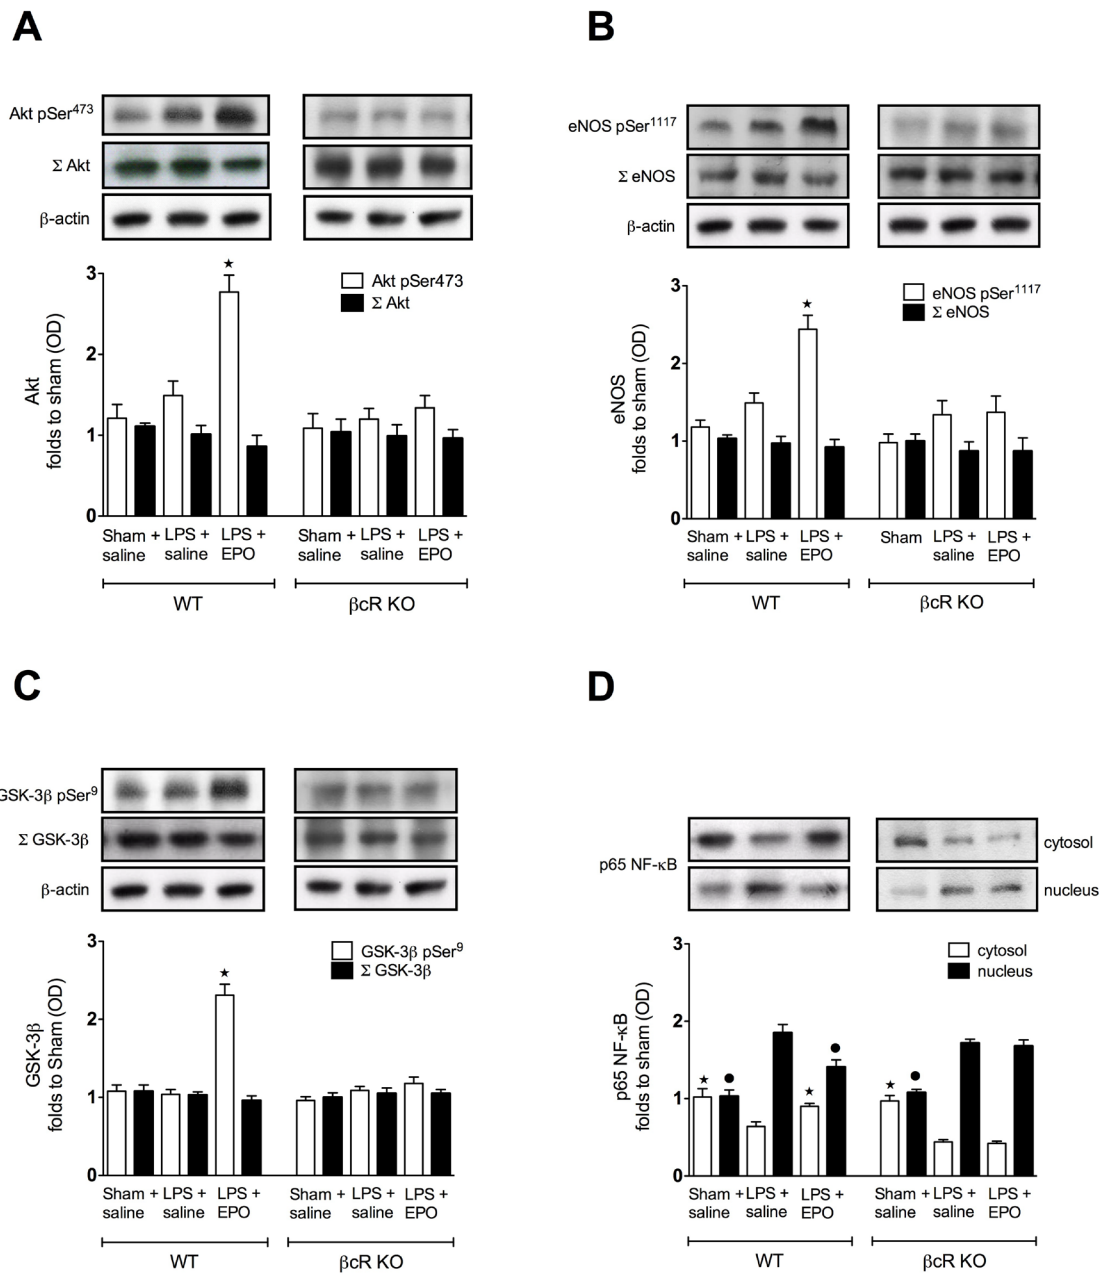 A
Akt pSer473
Σ Akt
β-actin
3
2
1
0
Akt
folds to sham (OD)
★
Akt pSer473
Σ Akt
Sham + LPS + LPS +
saline saline EPO
Sham + LPS + LPS +
saline saline EPO
WT
βcR KO
B
eNOS pSer1117
Σ eNOS
β-actin
3
2
1
0
eNOS
folds to sham (OD)
★
eNOS pSer1117
Σ eNOS
Sham + LPS + LPS +
saline saline EPO
Sham LPS + LPS +
saline EPO
WT
βcR KO
C
GSK-3β pSer9
Σ GSK-3β
β-actin
3
2
1
0
GSK-3β
folds to Sham (OD)
★
GSK-3β pSer9
Σ GSK-3β
Sham + LPS + LPS +
saline saline EPO
Sham + LPS + LPS +
saline saline EPO
WT
βcR KO
D
p65 NF-κB
cytosol
nucleus
3
2
1
0
p65 NF-κB
folds to sham (OD)
cytosol
nucleus
★ ● ★ ● ★ ●
Sham + LPS + LPS +
saline saline EPO
Sham + LPS + LPS +
saline saline EPO
WT
βcR KO